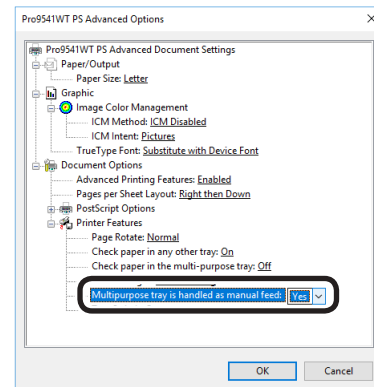 Pro9541WT PS Advanced Options
Pro9541WT PS Advanced Document Settings
Paper/Output
Paper Size: Letter
Graphic
Image Color Management
ICM Method: ICM Disabled
ICM Intent: Pictures
TrueType Font: Substitute with Device Font
Document Options
Advanced Printing Features: Enabled
Pages per Sheet Layout: Right then Down
PostScript Options
Printer Features
Page Rotate: Normal
Check paper in any other tray: On
Check paper in the multi-purpose tray: Off
Multipurpose tray is handled as manual feed: Yes
OK Cancel